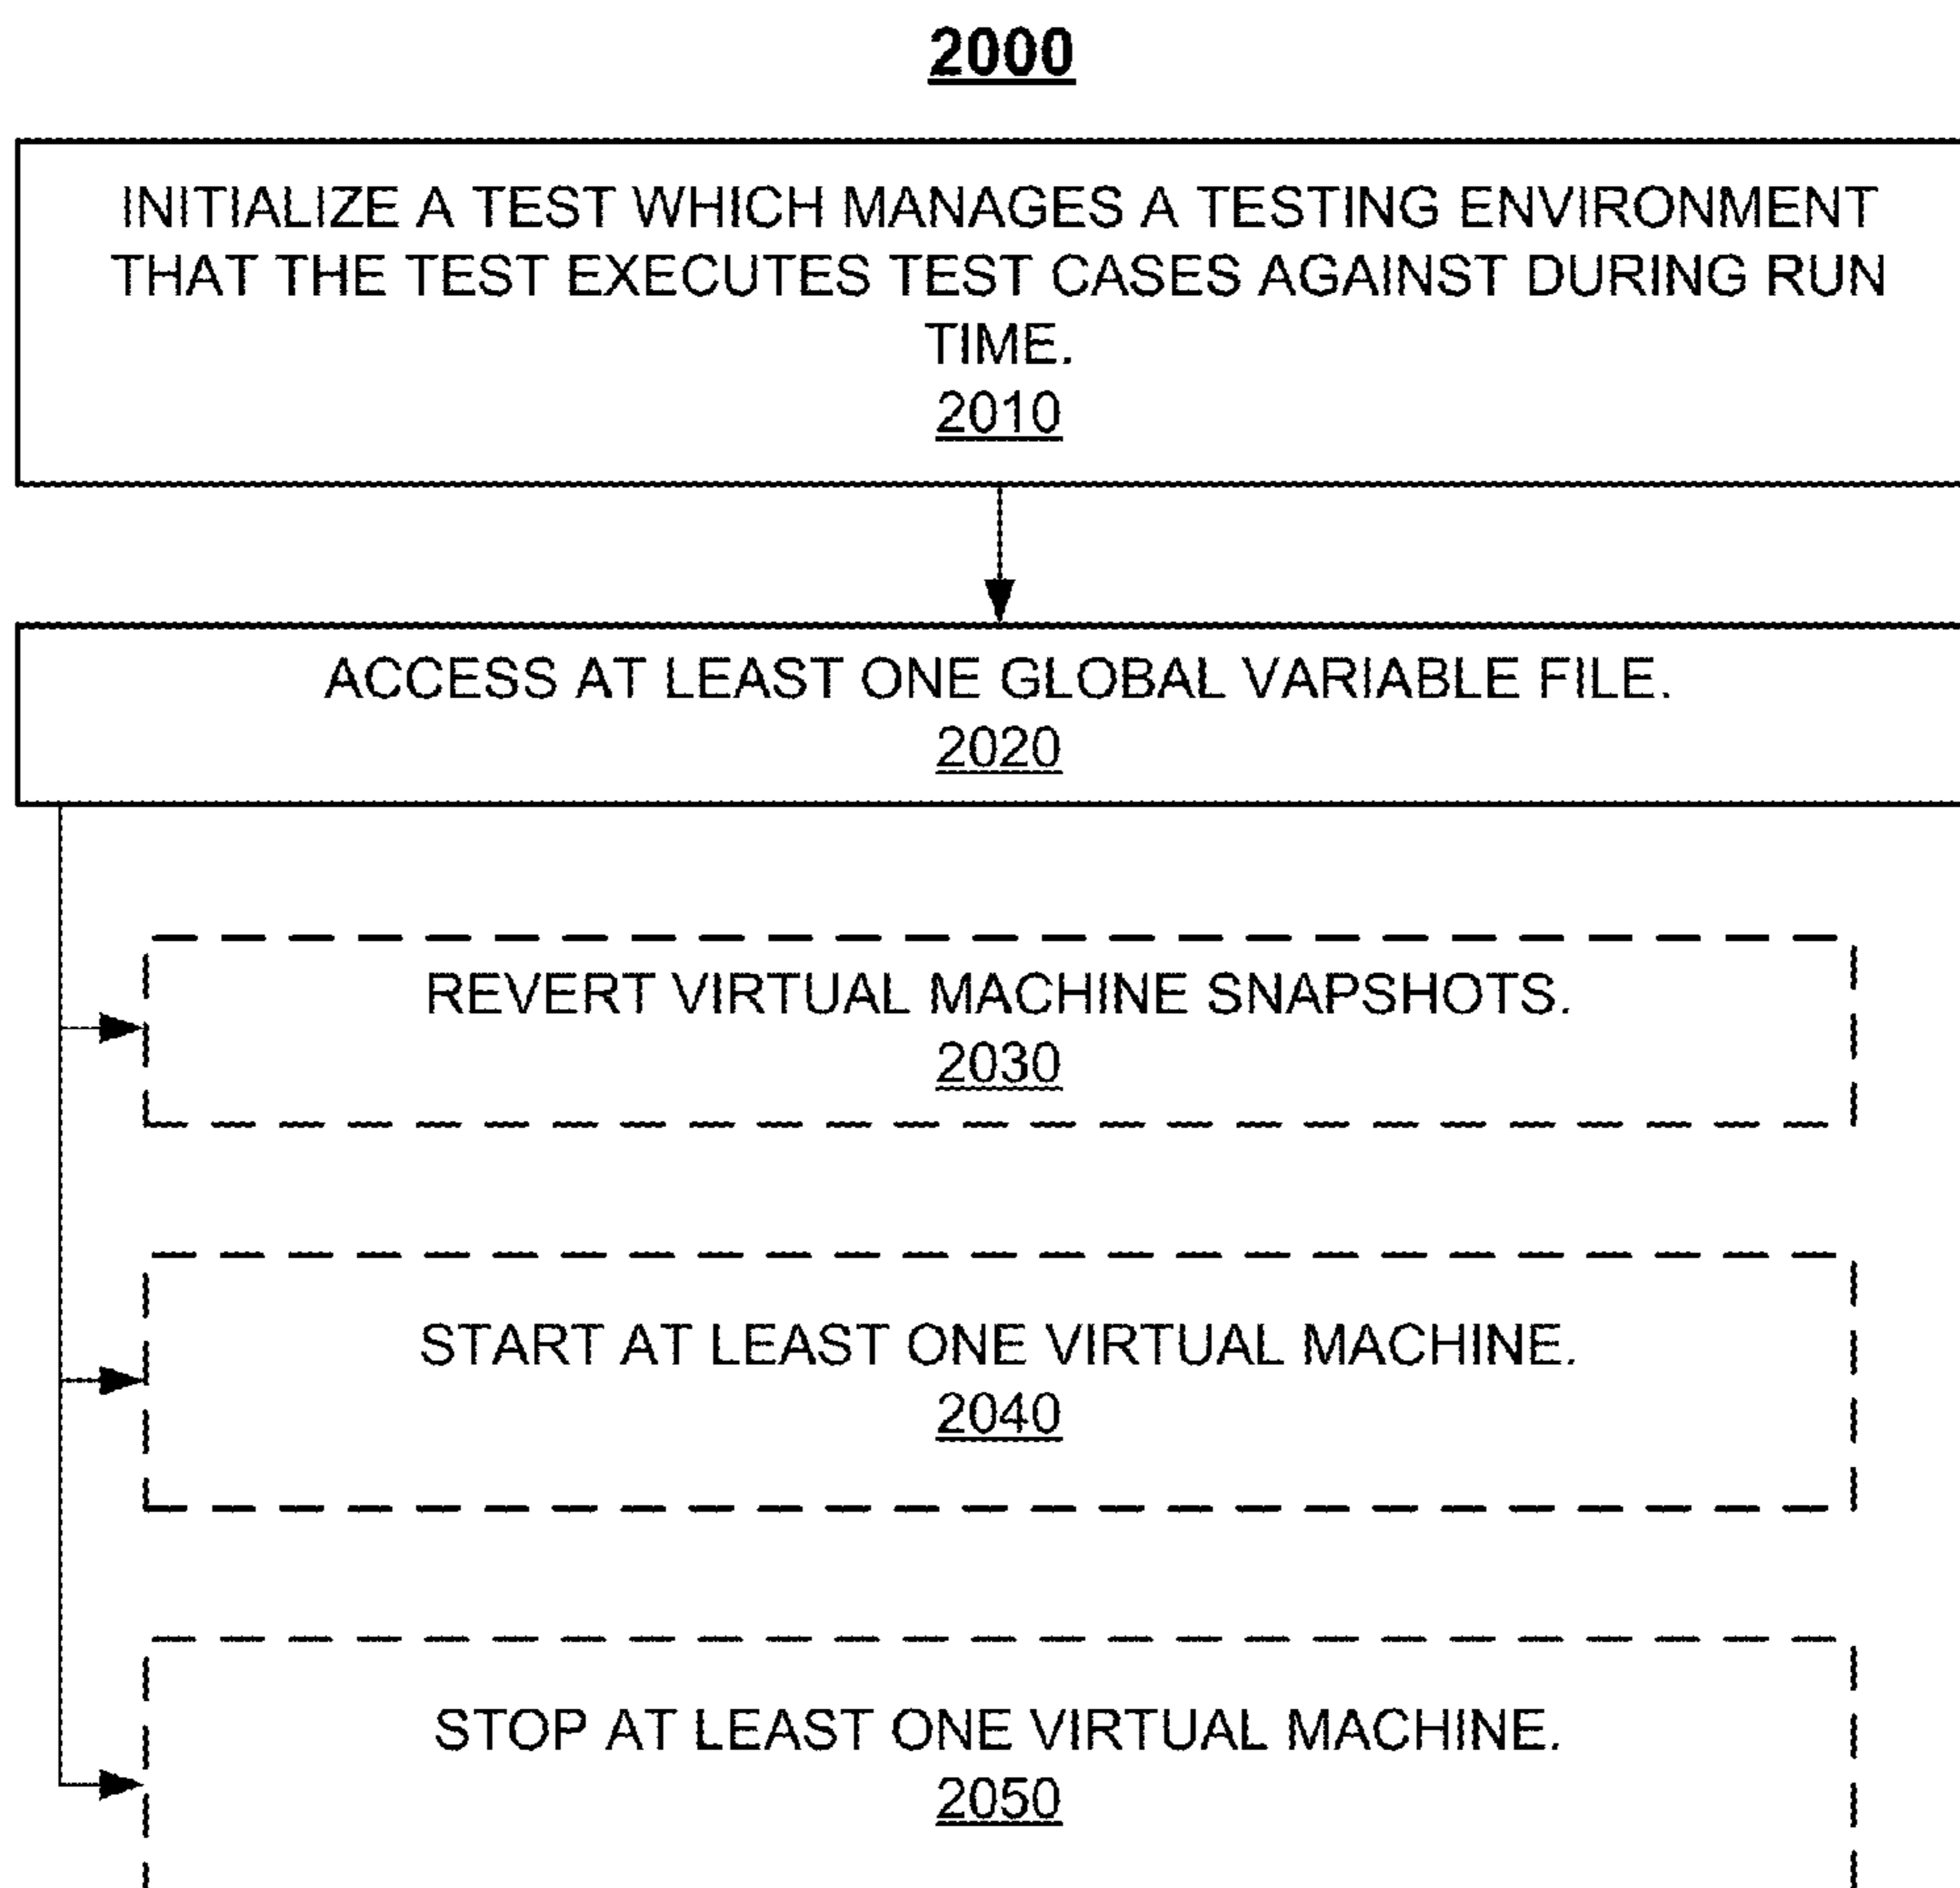 2000
INITIALIZE A TEST WHICH MANAGES A TESTING ENVIRONMENT
THAT THE TEST EXECUTES TEST CASES AGAINST DURING RUN
TIME.
2010
ACCESS AT LEAST ONE GLOBAL VARIABLE FILE.
2020
REVERT VIRTUAL MACHINE SNAPSHOTS.
2030
START AT LEAST ONE VIRTUAL MACHINE.
2040
STOP AT LEAST ONE VIRTUAL MACHINE.
2050